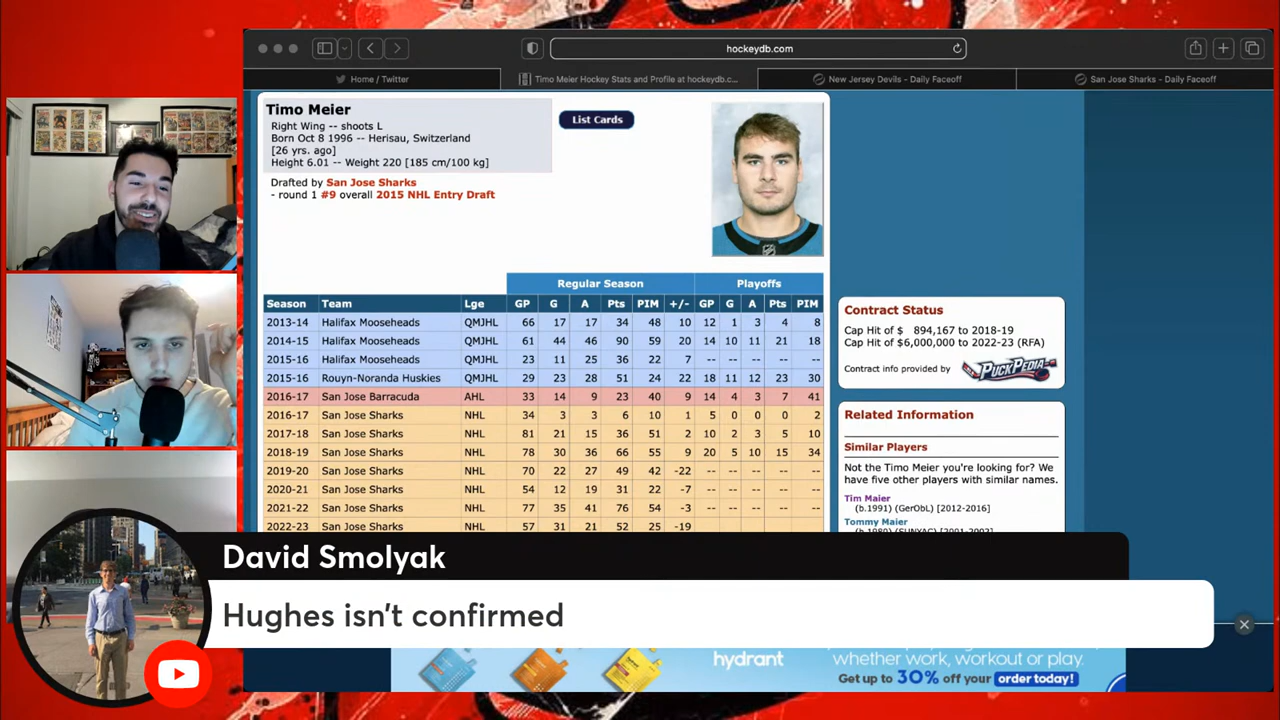 hockeydb.com
Home / Twitter
Timo Meier Hockey Stats and Profile at hockeydb.c...
New Jersey Devils - Daily Faceoff
San Jose Sharks - Daily Faceoff
Timo Meier
Right Wing -- shoots L
Born Oct 8 1996 -- Herisau, Switzerland
[26 yrs. ago]
Height 6.01 -- Weight 220 [185 cm/100 kg]
List Cards
Drafted by San Jose Sharks
- round 1 #9 overall 2015 NHL Entry Draft
Regular Season Playoffs
Season Team Lge GP G A Pts PIM +/- GP G A Pts PIM
2013-14 Halifax Mooseheads QMJHL 66 17 17 34 48 10 12 1 3 4 8
2014-15 Halifax Mooseheads QMJHL 61 44 46 90 59 20 14 10 11 21 18
2015-16 Halifax Mooseheads QMJHL 23 11 25 36 22 7 -- -- -- -- --
2015-16 Rouyn-Noranda Huskies QMJHL 29 23 28 51 24 22 18 11 12 23 30
2016-17 San Jose Barracuda AHL 33 14 9 23 40 9 14 4 3 7 41
2016-17 San Jose Sharks NHL 34 3 3 6 10 1 5 0 0 0 2
2017-18 San Jose Sharks NHL 81 21 15 36 51 2 10 2 3 5 10
2018-19 San Jose Sharks NHL 78 30 36 66 55 9 20 5 10 15 34
2019-20 San Jose Sharks NHL 70 22 27 49 42 -22 -- -- -- -- --
2020-21 San Jose Sharks NHL 54 12 19 31 22 -7 -- -- -- -- --
2021-22 San Jose Sharks NHL 77 35 41 76 54 -3 -- -- -- -- --
2022-23 San Jose Sharks NHL 57 31 21 52 25 -19
Contract Status
Cap Hit of $ 894,167 to 2018-19
Cap Hit of $6,000,000 to 2022-23 (RFA)
Contract info provided by PUCKPEDIA
Related Information
Similar Players
Not the Timo Meier you're looking for? We
have five other players with similar names.
Tim Maier
(b.1991) (GerObL) [2012-2016]
Tommy Maier
David Smolyak
Hughes isn't confirmed
hydrant
whether work, workout or play.
Get up to 30% off your order today!